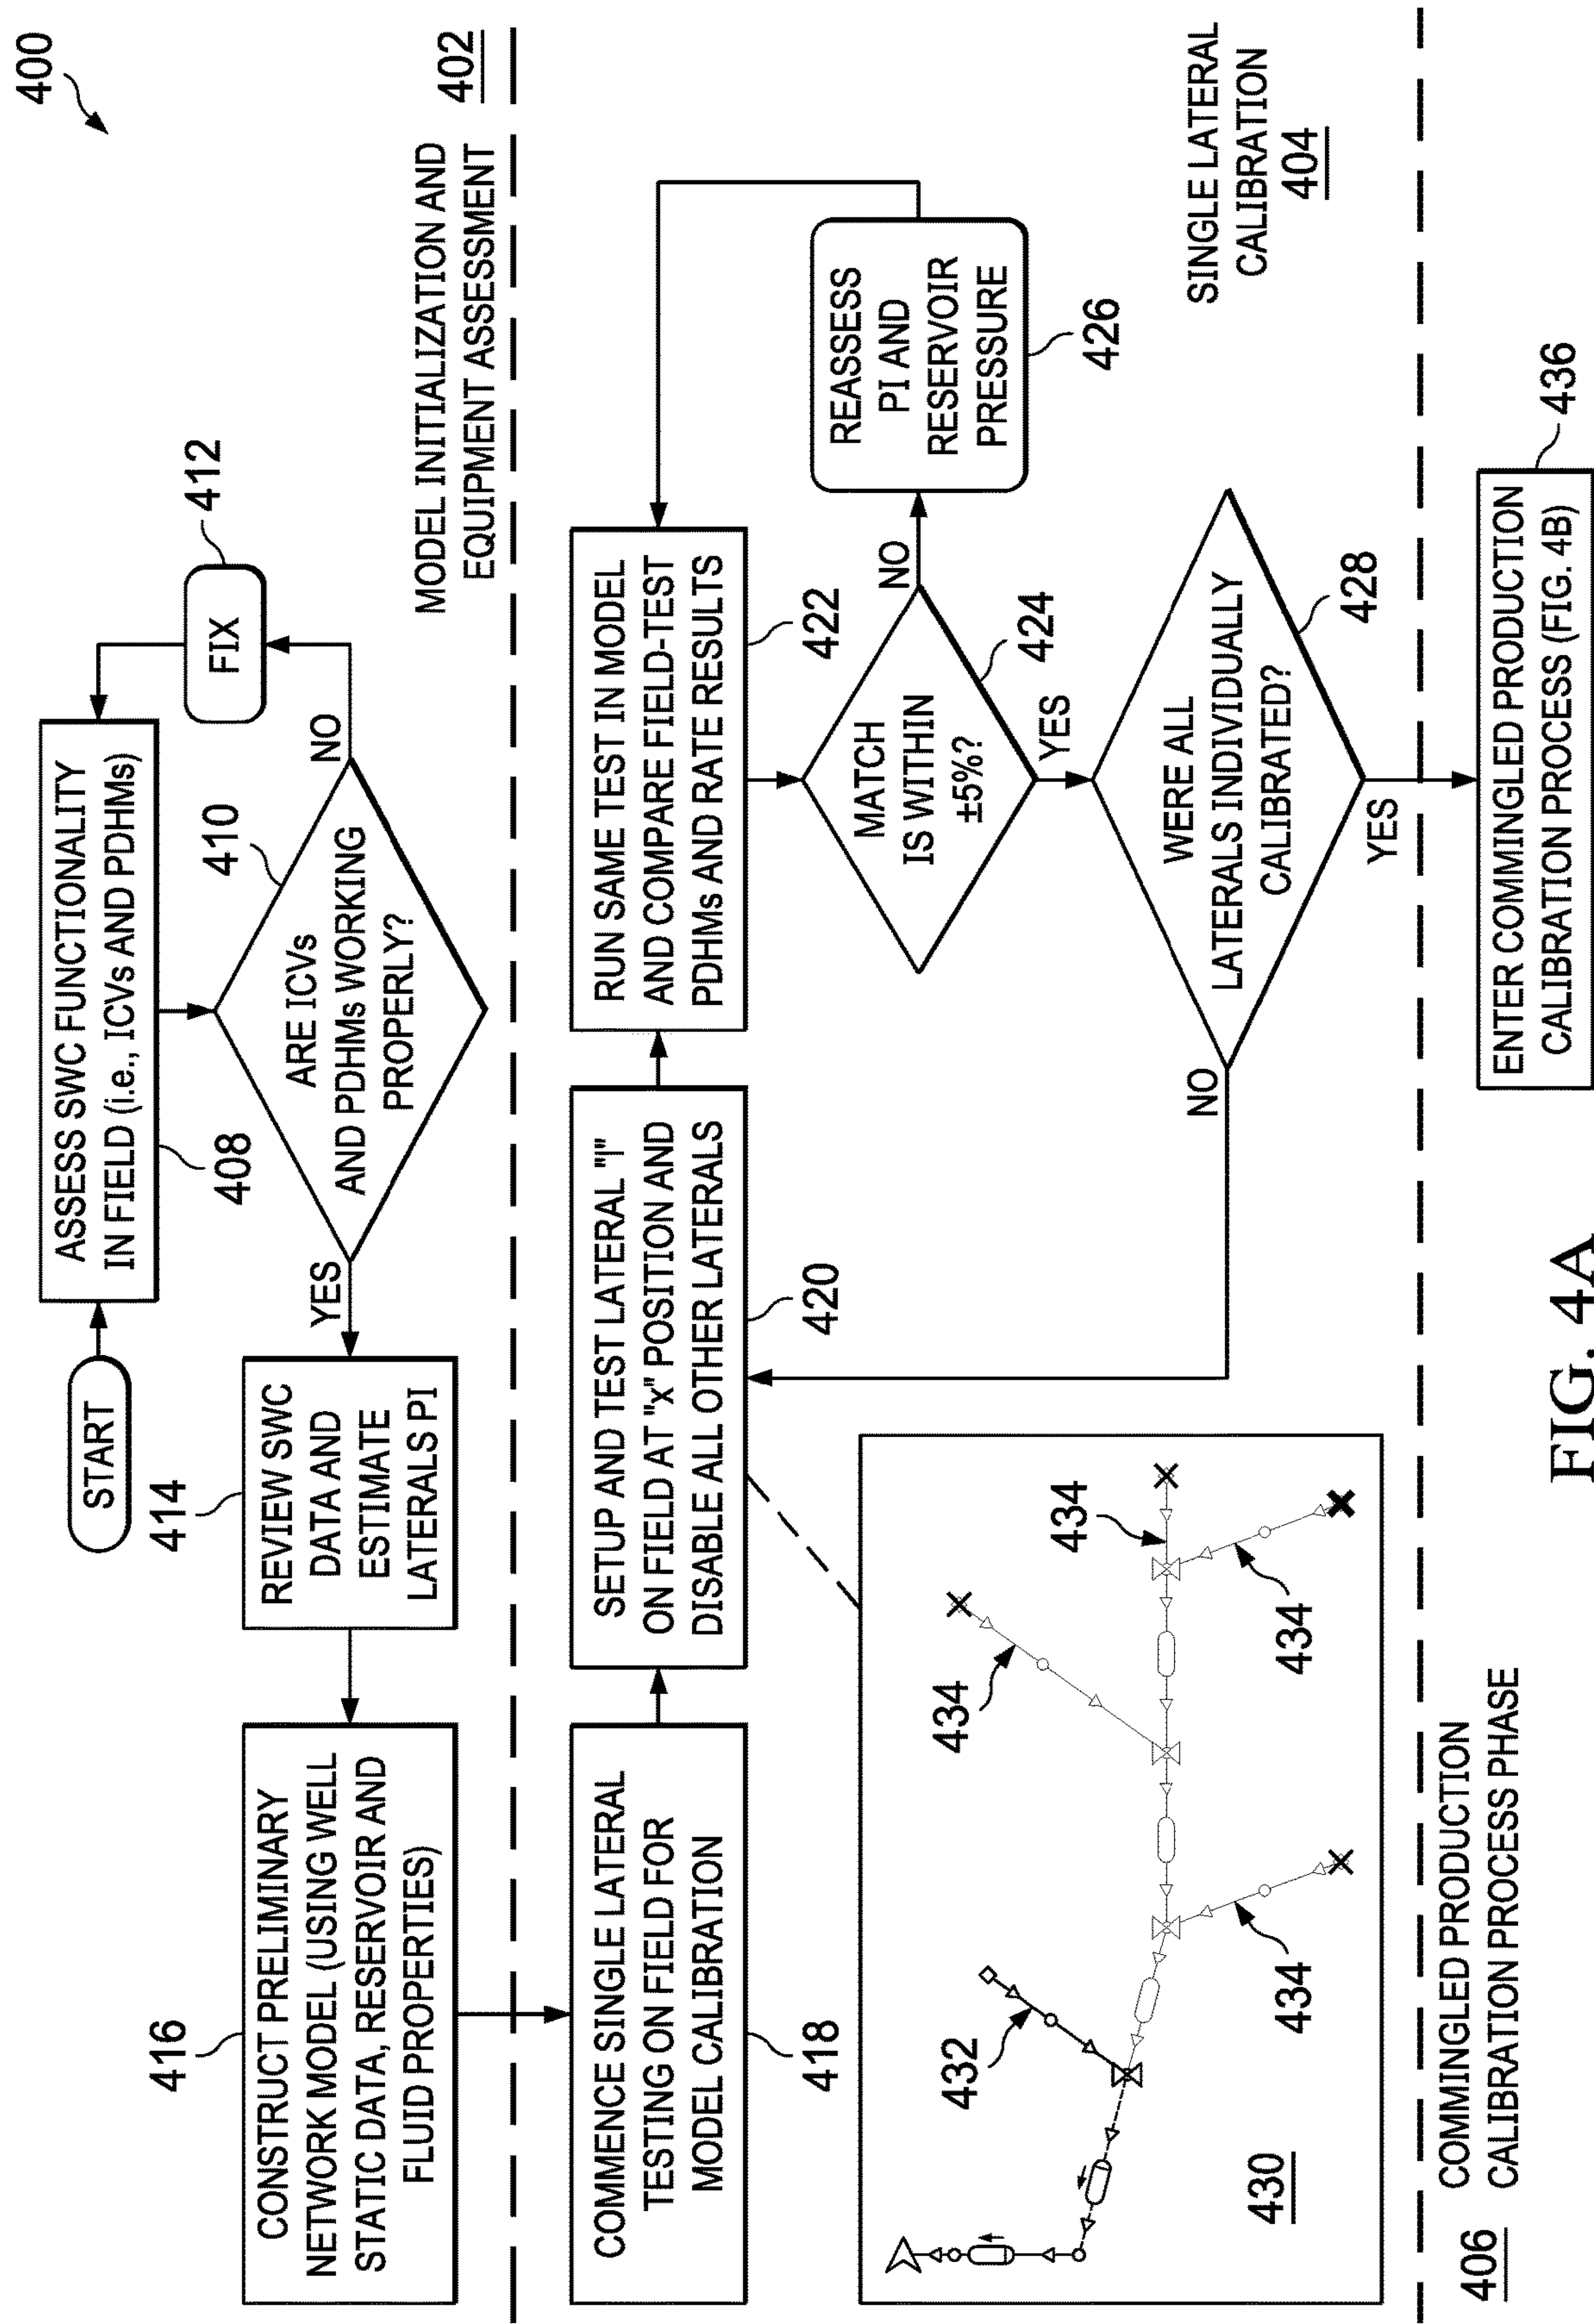 400
START
ASSESS SWC FUNCTIONALITY
IN FIELD (i.e., ICVs AND PDHMs)
408
FIX
412
ARE ICVs
AND PDHMs WORKING
PROPERLY?
410
NO
YES
414
REVIEW SWC
DATA AND
ESTIMATE
LATERALS PI
416
CONSTRUCT PRELIMINARY
NETWORK MODEL (USING WELL
STATIC DATA, RESERVOIR AND
FLUID PROPERTIES)
MODEL INITIALIZATION AND
EQUIPMENT ASSESSMENT
402
COMMENCE SINGLE LATERAL
TESTING ON FIELD FOR
MODEL CALIBRATION
418
SETUP AND TEST LATERAL "l"
ON FIELD AT "x" POSITION AND
DISABLE ALL OTHER LATERALS
420
RUN SAME TEST IN MODEL
AND COMPARE FIELD-TEST
PDHMs AND RATE RESULTS
422
MATCH
IS WITHIN
±5%?
424
NO
YES
REASSESS
PI AND
RESERVOIR
PRESSURE
426
WERE ALL
LATERALS INDIVIDUALLY
CALIBRATED?
428
NO
YES
SINGLE LATERAL
CALIBRATION
404
432
434
434
434
434
430
COMMINGLED PRODUCTION
CALIBRATION PROCESS PHASE
406
ENTER COMMINGLED PRODUCTION
CALIBRATION PROCESS (FIG. 4B)
436
FIG. 4A